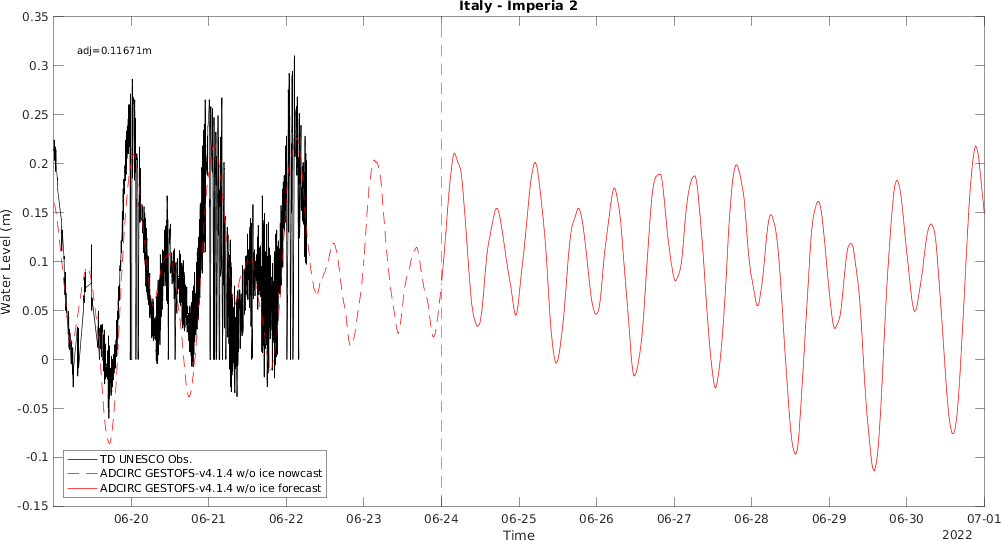 Italy - Imperia 2
adj=0.11671m
0.35
0.3
0.25
0.2
0.15
0.1
0.05
0
-0.05
-0.1
-0.15
Water Level (m)
TD UNESCO Obs.
ADCIRC GESTOFS-v4.1.4 w/o ice nowcast
ADCIRC GESTOFS-v4.1.4 w/o ice forecast
06-20 06-21 06-22 06-23 06-24 06-25 06-26 06-27 06-28 06-29 06-30 07-01
Time
2022